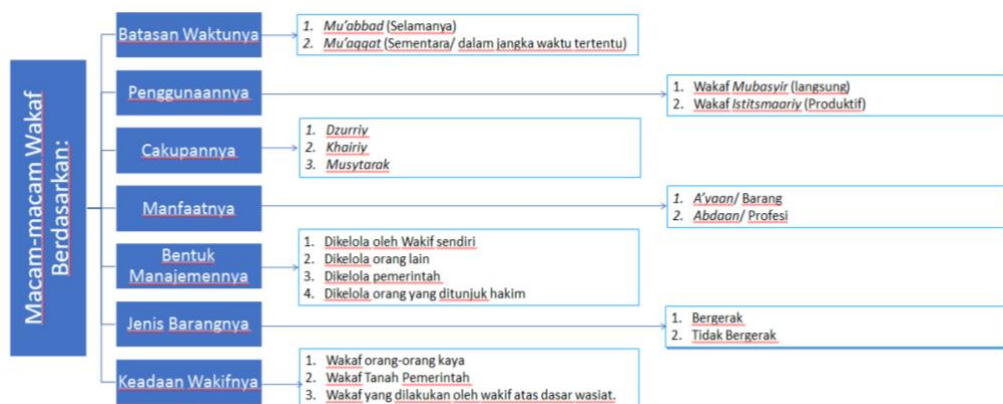 Macam-macam Wakaf
Berdasarkan:
Batasan Waktunya
1. Mu'abbad (Selamanya)
2. Mu'aqqat (Sementara/ dalam jangka waktu tertentu)
Penggunaannya
1. Wakaf Mubasyir (langsung)
2. Wakaf Istitsmaariy (Produktif)
Cakupannya
1. Dzurriy
2. Khairiy
3. Musytarak
Manfaatnya
1. A'yaan/ Barang
2. Abdaan/ Profesi
Bentuk
Manajemennya
1. Dikelola oleh Wakif sendiri
2. Dikelola orang lain
3. Dikelola pemerintah
4. Dikelola orang yang ditunjuk hakim
Jenis Barangnya
1. Bergerak
2. Tidak Bergerak
Keadaan Wakifnya
1. Wakaf orang-orang kaya
2. Wakaf Tanah Pemerintah
3. Wakaf yang dilakukan oleh wakif atas dasar wasiat.